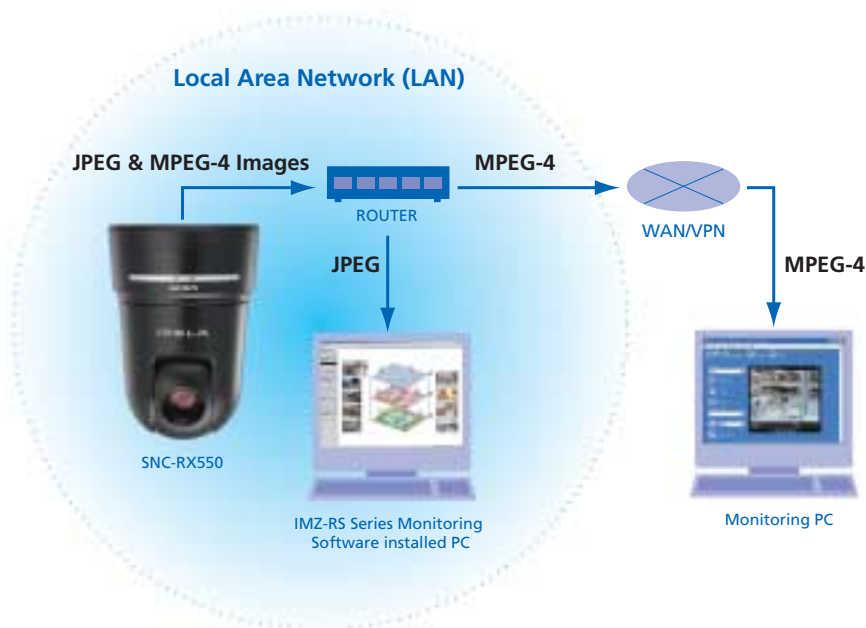 Local Area Network (LAN)
JPEG & MPEG-4 Images
MPEG-4
ROUTER
WAN/VPN
JPEG
MPEG-4
SNC-RX550
IMZ-RS Series Monitoring
Software installed PC
Monitoring PC